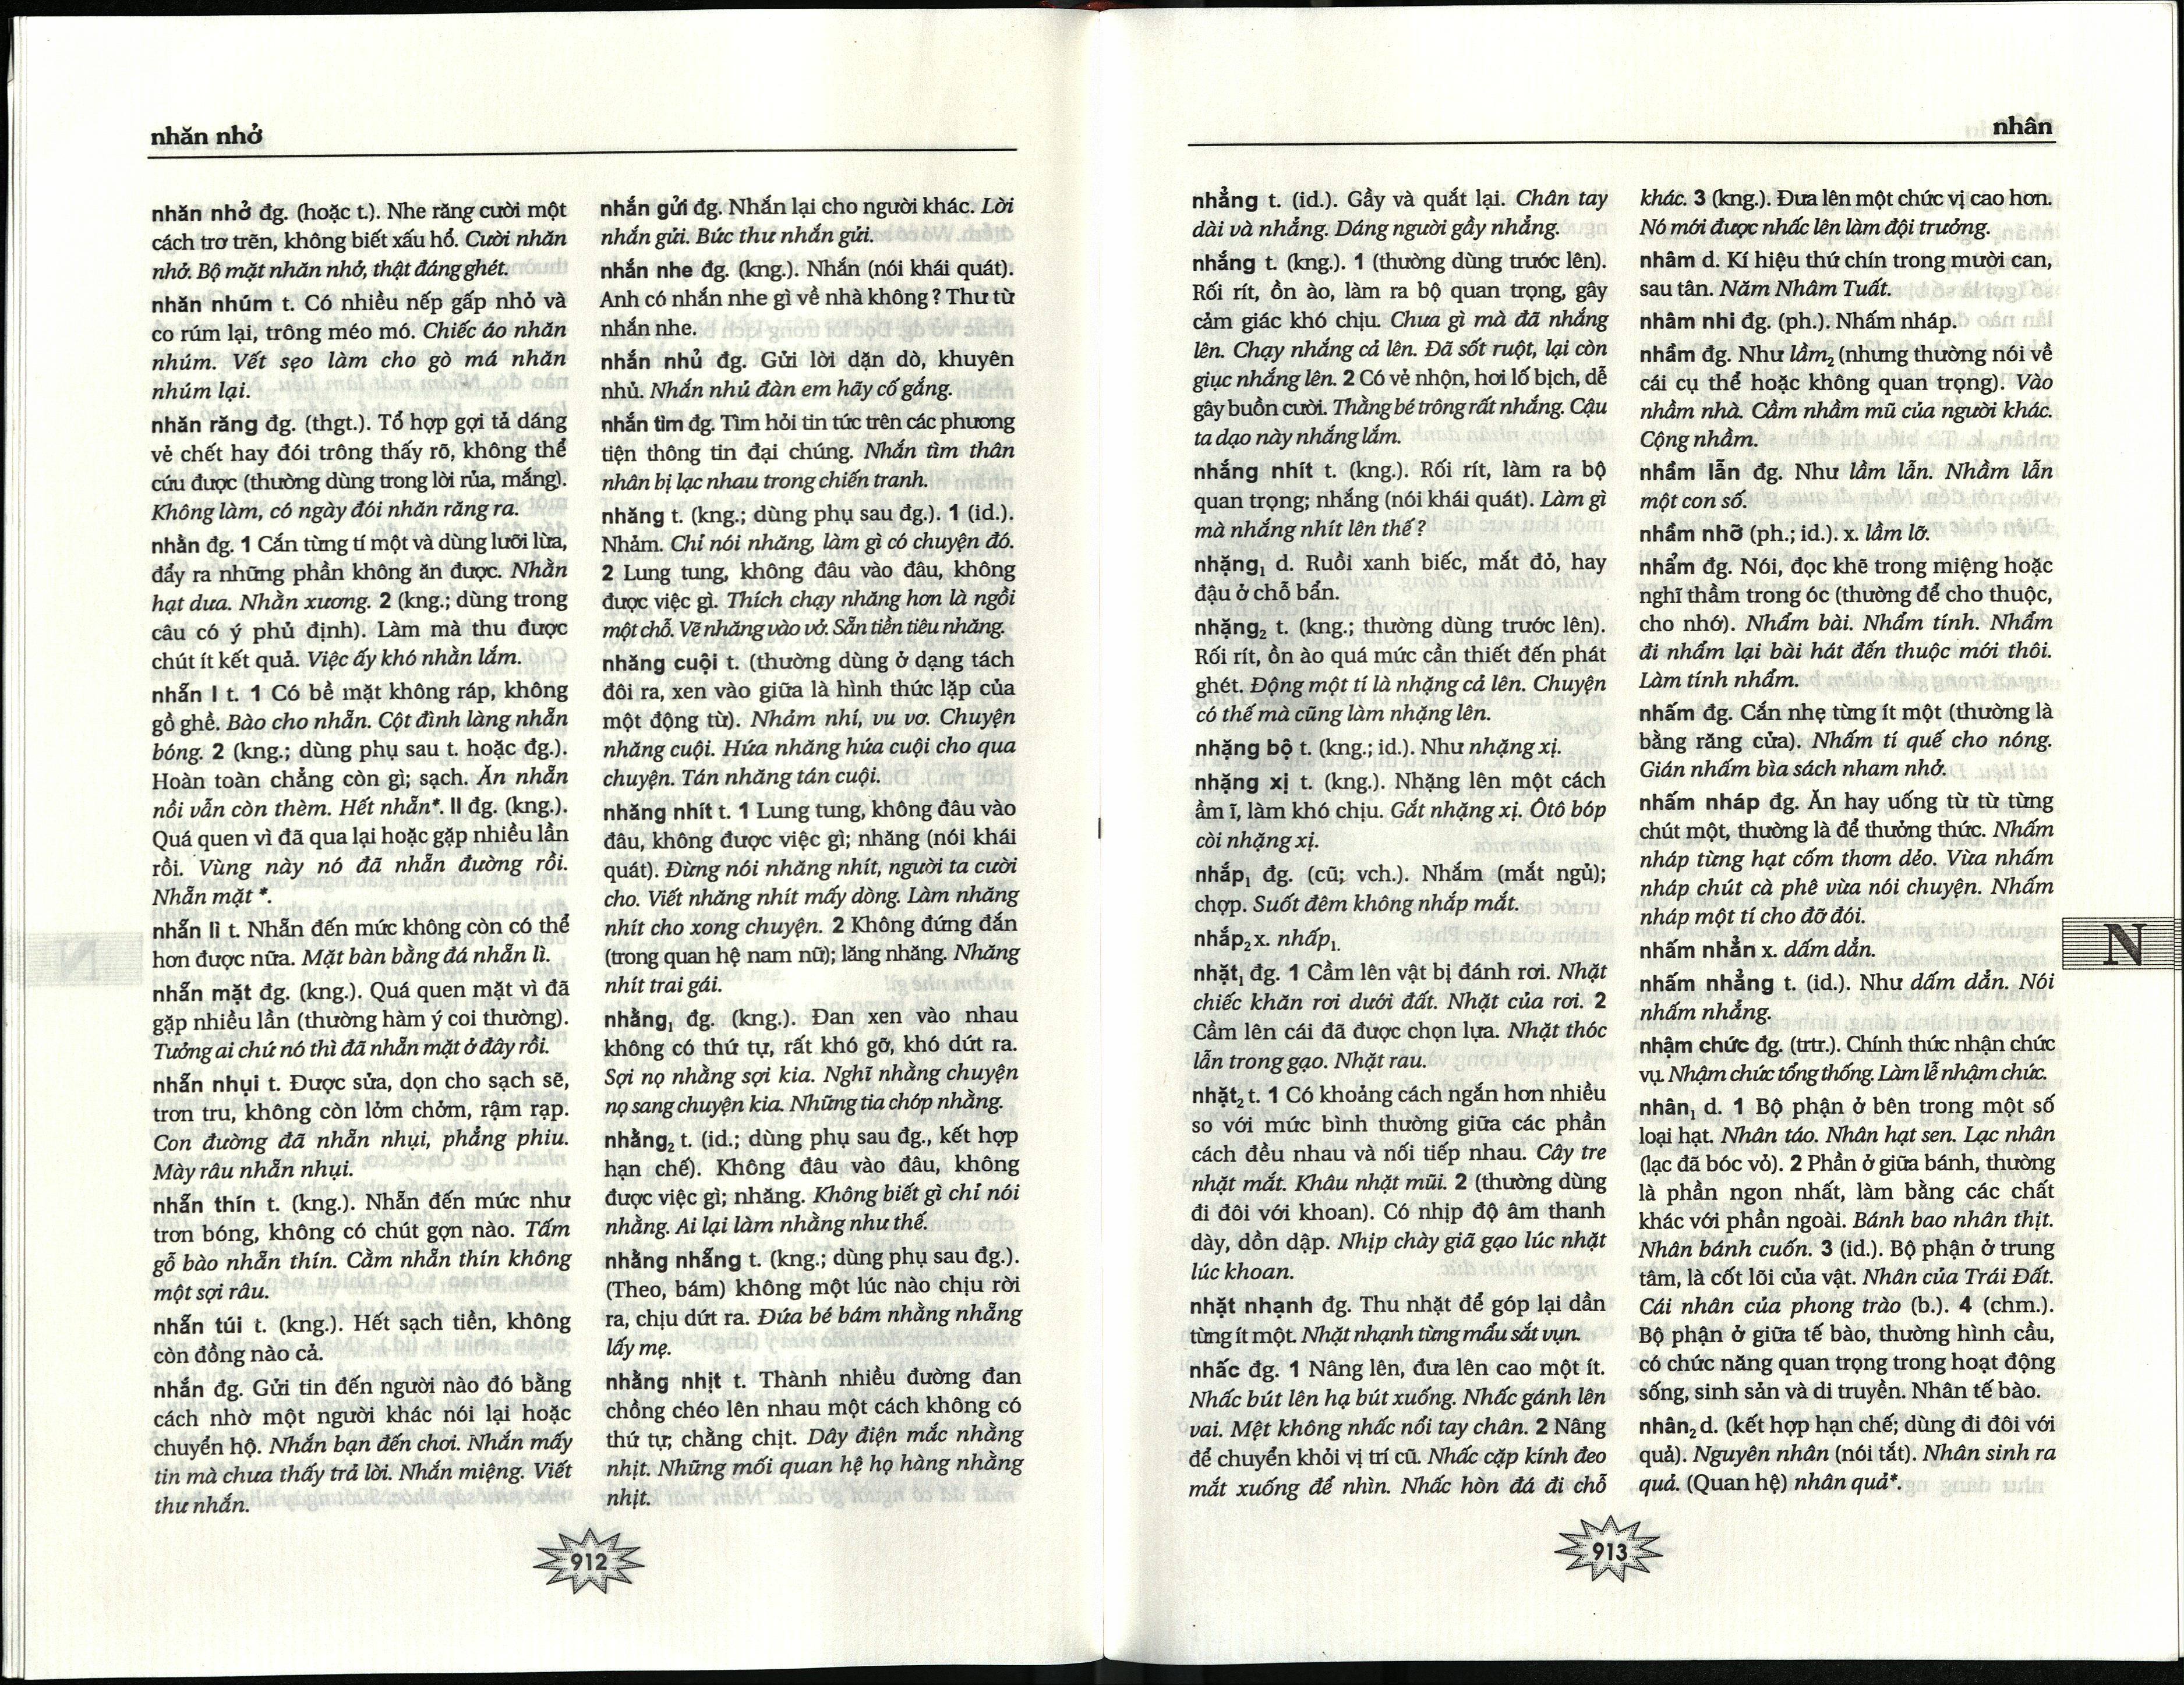 nhăn nhở
nhăn nhở đg. (hoặc t.). Nhe răng cười một
cách trơ trẽn, không biết xấu hổ. Cười nhăn
nhở. Bộ mặt nhăn nhở, thật đáng ghét.
nhăn nhúm t. Có nhiều nếp gấp nhỏ và
co rúm lại, trông méo mó. Chiếc áo nhăn
nhúm. Vết sẹo làm cho gò má nhăn
nhúm lại.
nhăn răng đg. (thgt.). Tổ hợp gợi tả dáng
vẻ chết hay đói trông thấy rõ, không thể
cứu được (thường dùng trong lời rủa, mắng).
Không làm, có ngày đói nhăn răng ra.
nhằn đg. 1 Cắn từng tí một và dùng lưỡi lừa,
đẩy ra những phần không ăn được. Nhằn
hạt dưa. Nhằn xương. 2 (kng.; dùng trong
câu có ý phủ định). Làm mà thu được
chút ít kết quả. Việc ấy khó nhằn lắm.
nhẵn I t. 1 Có bề mặt không ráp, không
gồ ghề. Bào cho nhẵn. Cột đình làng nhẵn
bóng. 2 (kng.; dùng phụ sau t. hoặc đg.).
Hoàn toàn chẳng còn gì; sạch. Ăn nhẵn
nồi vẫn còn thèm. Hết nhẵn*. II đg. (kng.).
Quá quen vì đã qua lại hoặc gặp nhiều lần
rồi. Vùng này nó đã nhẵn đường rồi.
Nhẵn mặt *.
nhẵn lì t. Nhẵn đến mức không còn có thể
hơn được nữa. Mặt bàn bằng đá nhẵn lì.
nhẵn mặt đg. (kng.). Quá quen mặt vì đã
gặp nhiều lần (thường hàm ý coi thường).
Tưởng ai chứ nó thì đã nhẵn mặt ở đây rồi.
nhẵn nhụi t. Được sửa, dọn cho sạch sẽ,
trơn tru, không còn lởm chởm, rậm rạp.
Con đường đã nhẵn nhụi, phẳng phiu.
Mày râu nhẵn nhụi.
nhẵn thín t. (kng.). Nhẵn đến mức như
trơn bóng, không có chút gợn nào. Tấm
gỗ bào nhẵn thín. Cằm nhẵn thín không
một sợi râu.
nhẵn túi t. (kng.). Hết sạch tiền, không
còn đồng nào cả.
nhắn đg. Gửi tin đến người nào đó bằng
cách nhờ một người khác nói lại hoặc
chuyển hộ. Nhắn bạn đến chơi. Nhắn mấy
tin mà chưa thấy trả lời. Nhắn miệng. Viết
thư nhắn.
nhắn gửi đg. Nhắn lại cho người khác. Lời
nhắn gửi. Bức thư nhắn gửi.
nhắn nhe đg. (kng.). Nhắn (nói khái quát).
Anh có nhắn nhe gì về nhà không? Thư từ
nhắn nhe.
nhắn nhủ đg. Gửi lời dặn dò, khuyên
nhủ. Nhắn nhủ đàn em hãy cố gắng.
nhắn tìm đg. Tìm hỏi tin tức trên các phương
tiện thông tin đại chúng. Nhắn tìm thân
nhân bị lạc nhau trong chiến tranh.
nhăng t. (kng.; dùng phụ sau đg.). 1 (id.).
Nhảm. Chỉ nói nhăng, làm gì có chuyện đó.
2 Lung tung, không đâu vào đâu, không
được việc gì. Thích chạy nhăng hơn là ngồi
một chỗ. Vẽ nhăng vào vở. Sẵn tiền tiêu nhăng.
nhăng cuội t. (thường dùng ở dạng tách
đôi ra, xen vào giữa là hình thức lặp của
một động từ). Nhảm nhí, vu vơ. Chuyện
nhăng cuội. Hứa nhăng hứa cuội cho qua
chuyện. Tán nhăng tán cuội.
nhăng nhít t. 1 Lung tung, không đâu vào
đâu, không được việc gì; nhăng (nói khái
quát). Đừng nói nhăng nhít, người ta cười
cho. Viết nhăng nhít mấy dòng. Làm nhăng
nhít cho xong chuyện. 2 Không đứng đắn
(trong quan hệ nam nữ); lăng nhăng. Nhăng
nhít trai gái.
nhằng₁ đg. (kng.). Đan xen vào nhau
không có thứ tự, rất khó gỡ, khó dứt ra.
Sợi nọ nhằng sợi kia. Nghĩ nhằng chuyện
nọ sang chuyện kia. Những tia chớp nhằng.
nhằng₂ t. (id.; dùng phụ sau đg., kết hợp
hạn chế). Không đâu vào đâu, không
được việc gì; nhăng. Không biết gì chỉ nói
nhằng. Ai lại làm nhằng như thế.
nhằng nhẵng t. (kng.; dùng phụ sau đg.).
(Theo, bám) không một lúc nào chịu rời
ra, chịu dứt ra. Đứa bé bám nhằng nhẵng
lấy mẹ.
nhằng nhịt t. Thành nhiều đường đan
chồng chéo lên nhau một cách không có
thứ tự; chằng chịt. Dây điện mắc nhằng
nhịt. Những mối quan hệ họ hàng nhằng
nhịt.
912
nhân
nhẳng t. (id.). Gầy và quắt lại. Chân tay
dài và nhẳng. Dáng người gầy nhẳng.
nhắng t. (kng.). 1 (thường dùng trước lên).
Rối rít, ồn ào, làm ra bộ quan trọng, gây
cảm giác khó chịu. Chưa gì mà đã nhắng
lên. Chạy nhắng cả lên. Đã sốt ruột, lại còn
giục nhắng lên. 2 Có vẻ nhộn, hơi lố bịch, dễ
gây buồn cười. Thằng bé trông rất nhắng. Cậu
ta dạo này nhắng lắm.
nhắng nhít t. (kng.). Rối rít, làm ra bộ
quan trọng; nhắng (nói khái quát). Làm gì
mà nhắng nhít lên thế?
nhặng₁ d. Ruồi xanh biếc, mắt đỏ, hay
đậu ở chỗ bẩn.
nhặng₂ t. (kng.; thường dùng trước lên).
Rối rít, ồn ào quá mức cần thiết đến phát
ghét. Động một tí là nhặng cả lên. Chuyện
có thế mà cũng làm nhặng lên.
nhặng bộ t. (kng.; id.). Như nhặng xị.
nhặng xị t. (kng.). Nhặng lên một cách
ầm ĩ, làm khó chịu. Gắt nhặng xị. Ôtô bóp
còi nhặng xị.
nhắp₁ đg. (cũ; vch.). Nhắm (mắt ngủ);
chợp. Suốt đêm không nhắp mắt.
nhắp₂ x. nhấp₁.
nhặt₁ đg. 1 Cầm lên vật bị đánh rơi. Nhặt
chiếc khăn rơi dưới đất. Nhặt của rơi. 2
Cầm lên cái đã được chọn lựa. Nhặt thóc
lẫn trong gạo. Nhặt rau.
nhặt₂ t. 1 Có khoảng cách ngắn hơn nhiều
so với mức bình thường giữa các phần
cách đều nhau và nối tiếp nhau. Cây tre
nhặt mắt. Khâu nhặt mũi. 2 (thường dùng
đi đôi với khoan). Có nhịp độ âm thanh
dày, dồn dập. Nhịp chày giã gạo lúc nhặt
lúc khoan.
nhặt nhạnh đg. Thu nhặt để góp lại dần
từng ít một. Nhặt nhạnh từng mẩu sắt vụn.
nhấc đg. 1 Nâng lên, đưa lên cao một ít.
Nhấc bút lên hạ bút xuống. Nhấc gánh lên
vai. Mệt không nhấc nổi tay chân. 2 Nâng
để chuyển khỏi vị trí cũ. Nhấc cặp kính đeo
mắt xuống để nhìn. Nhấc hòn đá đi chỗ
khác. 3 (kng.). Đưa lên một chức vị cao hơn.
Nó mới được nhấc lên làm đội trưởng.
nhâm d. Kí hiệu thứ chín trong mười can,
sau tân. Năm Nhâm Tuất.
nhâm nhi đg. (ph.). Nhấm nháp.
nhầm đg. Như lầm₂ (nhưng thường nói về
cái cụ thể hoặc không quan trọng). Vào
nhầm nhà. Cầm nhầm mũ của người khác.
Cộng nhầm.
nhầm lẫn đg. Như lầm lẫn. Nhầm lẫn
một con số.
nhầm nhỡ (ph.; id.). x. lầm lỡ.
nhẩm đg. Nói, đọc khẽ trong miệng hoặc
nghĩ thầm trong óc (thường để cho thuộc,
cho nhớ). Nhẩm bài. Nhẩm tính. Nhẩm
đi nhẩm lại bài hát đến thuộc mới thôi.
Làm tính nhẩm.
nhấm đg. Cắn nhẹ từng ít một (thường là
bằng răng cửa). Nhấm tí quế cho nóng.
Gián nhấm bìa sách nham nhở.
nhấm nháp đg. Ăn hay uống từ từ từng
chút một, thường là để thưởng thức. Nhấm
nháp từng hạt cốm thơm dẻo. Vừa nhấm
nháp chút cà phê vừa nói chuyện. Nhấm
nháp một tí cho đỡ đói.
nhấm nhẳn x. dấm dẳn.
nhấm nhẳng t. (id.). Như dấm dẳn. Nói
nhấm nhẳng.
nhậm chức đg. (trtr.). Chính thức nhận chức
vụ. Nhậm chức tổng thống. Làm lễ nhậm chức.
nhân₁ d. 1 Bộ phận ở bên trong một số
loại hạt. Nhân táo. Nhân hạt sen. Lạc nhân
(lạc đã bóc vỏ). 2 Phần ở giữa bánh, thường
là phần ngon nhất, làm bằng các chất
khác với phần ngoài. Bánh bao nhân thịt.
Nhân bánh cuốn. 3 (id.). Bộ phận ở trung
tâm, là cốt lõi của vật. Nhân của Trái Đất.
Cái nhân của phong trào (b.). 4 (chm.).
Bộ phận ở giữa tế bào, thường hình cầu,
có chức năng quan trọng trong hoạt động
sống, sinh sản và di truyền. Nhân tế bào.
nhân₂ d. (kết hợp hạn chế; dùng đi đôi với
quả). Nguyên nhân (nói tắt). Nhân sinh ra
quả. (Quan hệ) nhân quả*.
N
913